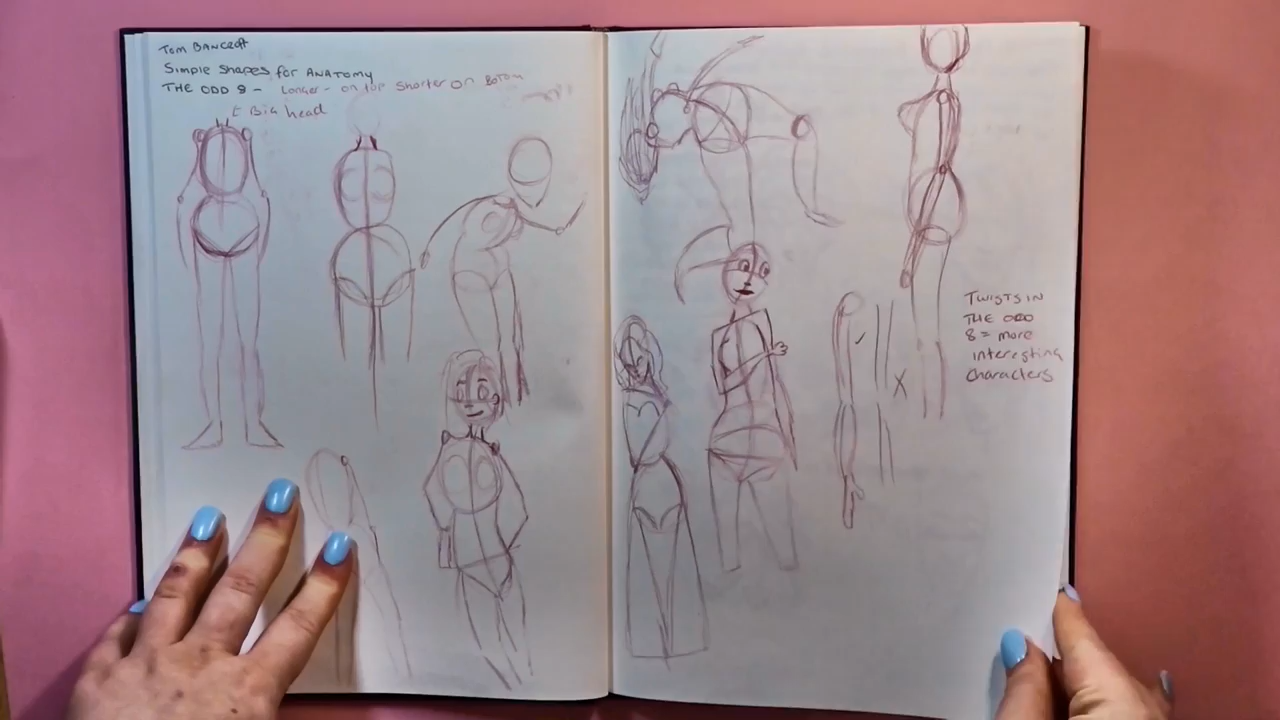 Tom Bancroft
Simple shapes for Anatomy
THE ODD 8 - Longer - on top shorter on Botom
t Big head
TWISTS IN
THE ODD
8 = more
interesting
characters